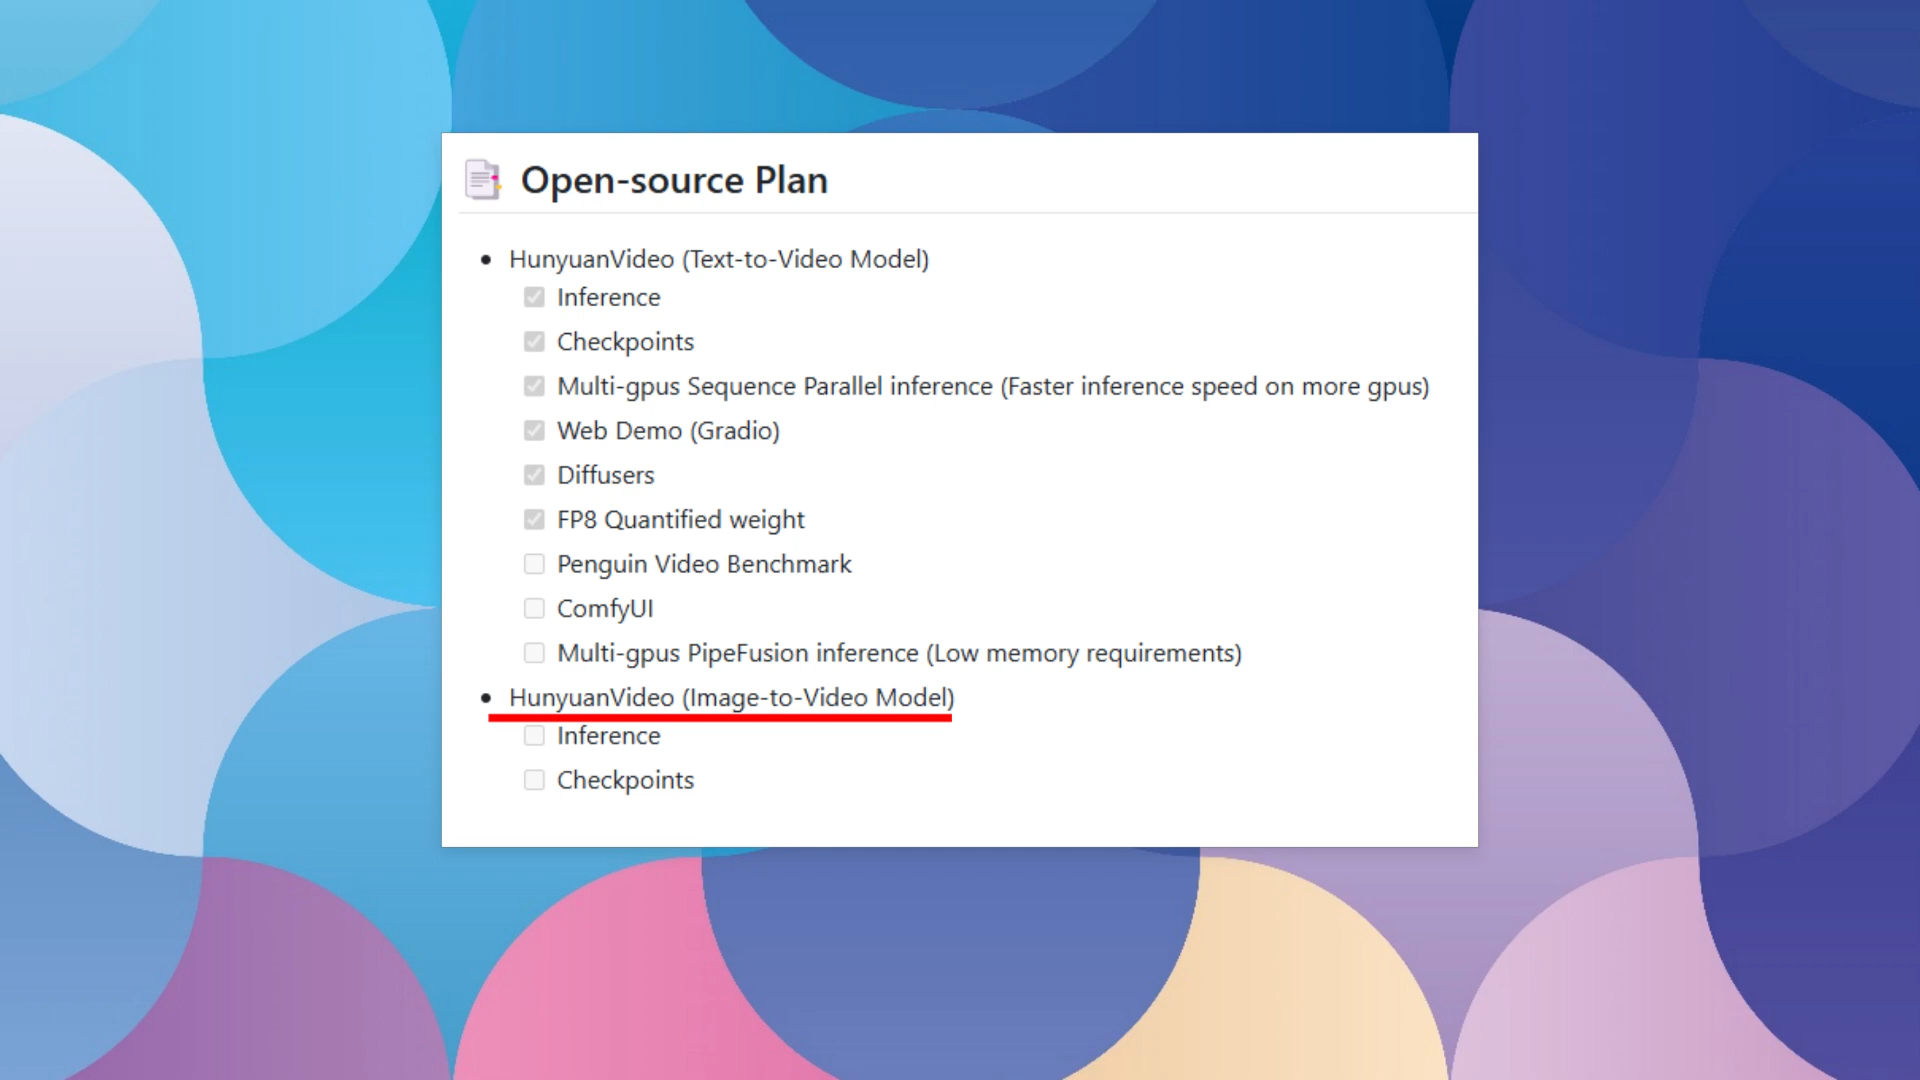 Open-source Plan
HunyuanVideo (Text-to-Video Model)
Inference
Checkpoints
Multi-gpus Sequence Parallel inference (Faster inference speed on more gpus)
Web Demo (Gradio)
Diffusers
FP8 Quantified weight
Penguin Video Benchmark
ComfyUI
Multi-gpus PipeFusion inference (Low memory requirements)
HunyuanVideo (Image-to-Video Model)
Inference
Checkpoints